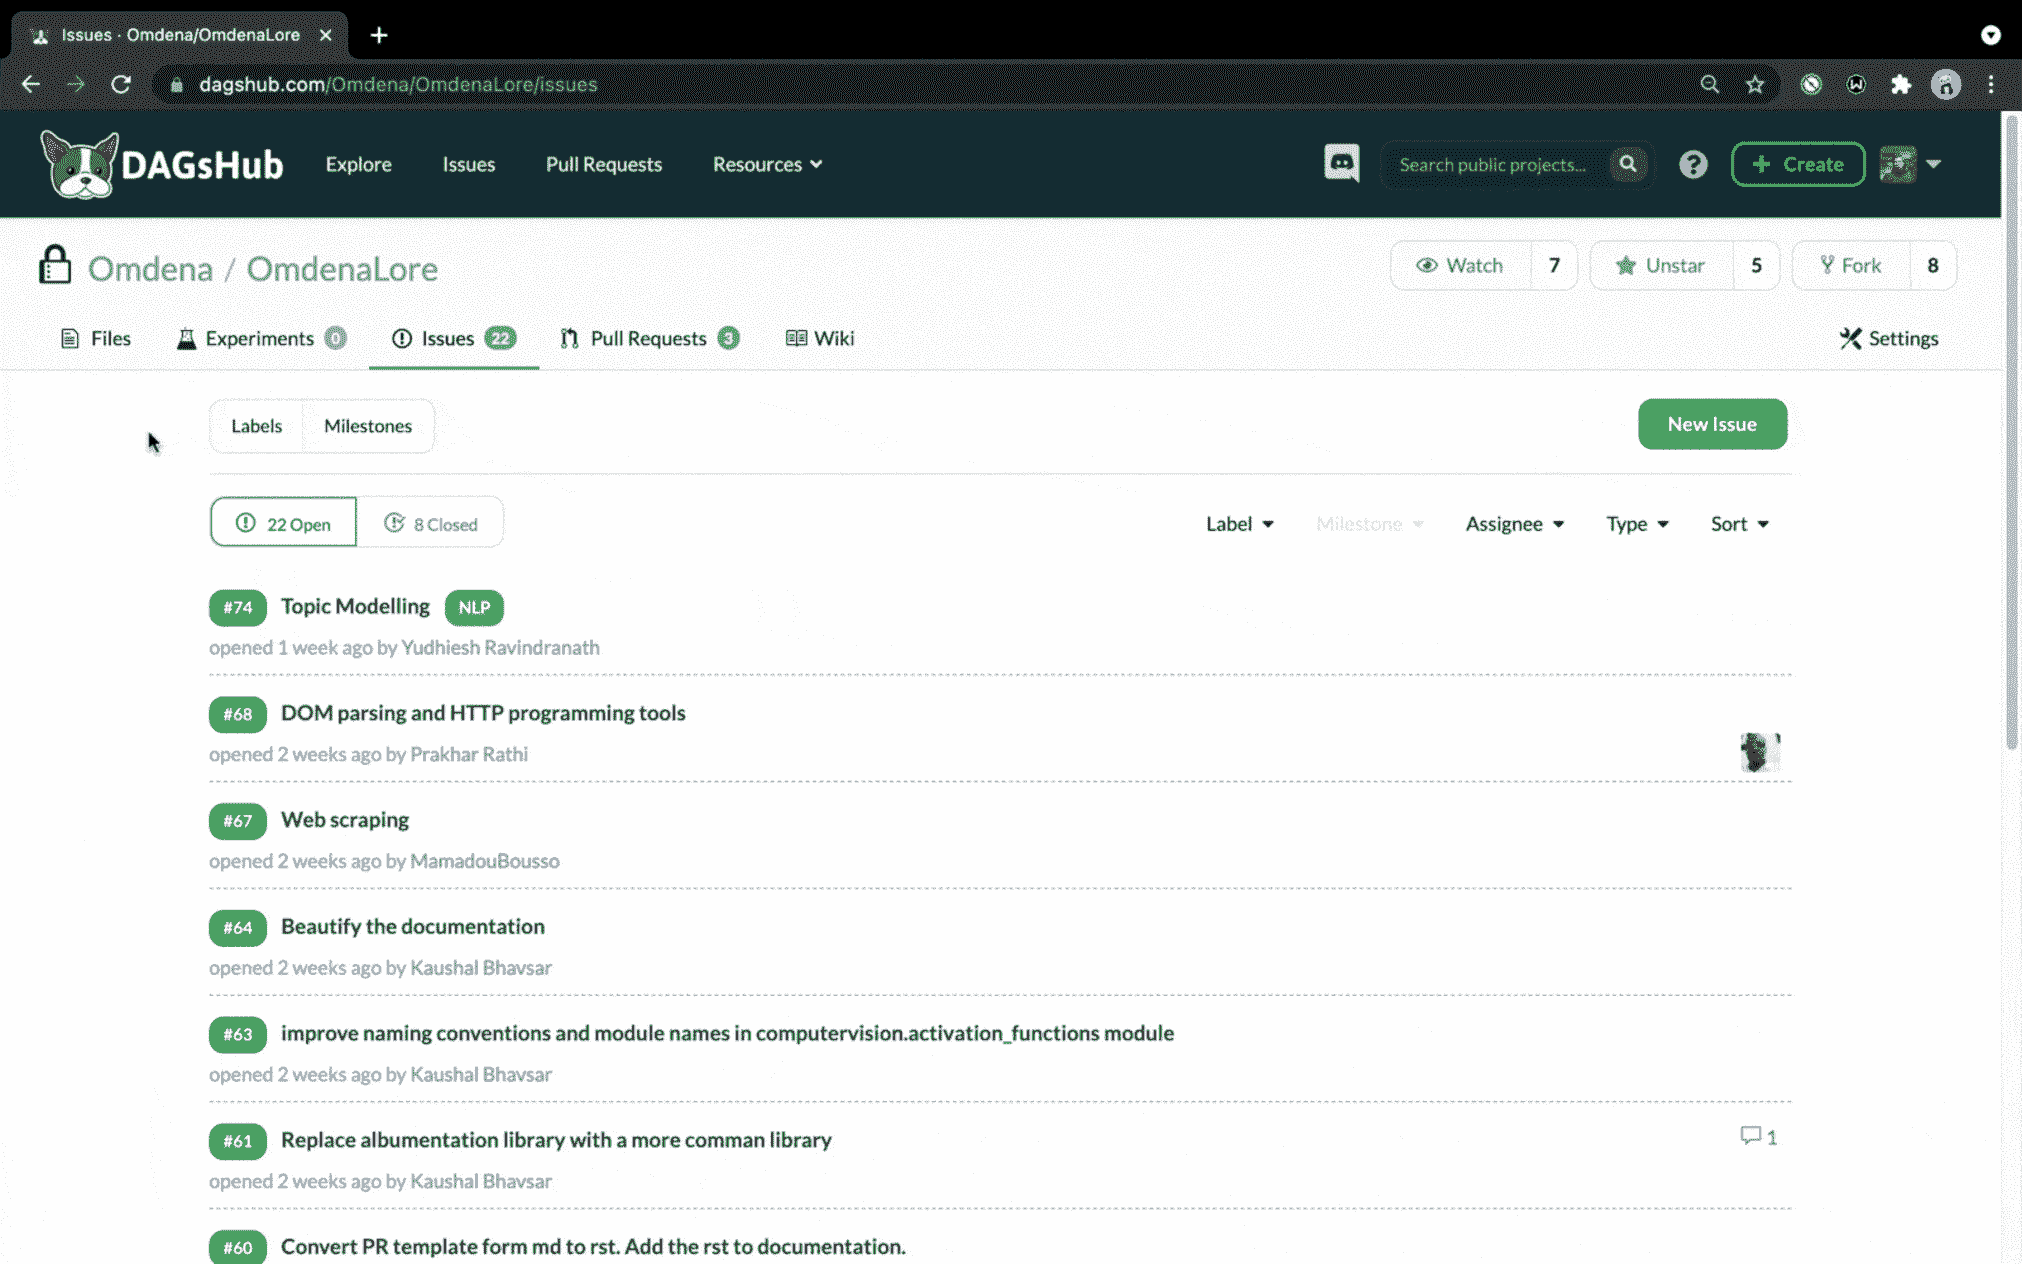 Issues · Omdena/OmdenaLore
dagshub.com/Omdena/OmdenaLore/issues
DAGsHub Explore Issues Pull Requests Resources Search public projects... ? + Create
Omdena / OmdenaLore Watch 7 Unstar 5 Fork 8
Files Experiments 0 Issues 22 Pull Requests 3 Wiki Settings
Labels Milestones New Issue
22 Open 8 Closed Label Milestone Assignee Type Sort
#74 Topic Modelling NLP
opened 1 week ago by Yudhiesh Ravindranath
#68 DOM parsing and HTTP programming tools
opened 2 weeks ago by Prakhar Rathi
#67 Web scraping
opened 2 weeks ago by MamadouBousso
#64 Beautify the documentation
opened 2 weeks ago by Kaushal Bhavsar
#63 improve naming conventions and module names in computervision.activation_functions module
opened 2 weeks ago by Kaushal Bhavsar
#61 Replace albumentation library with a more comman library 1
opened 2 weeks ago by Kaushal Bhavsar
#60 Convert PR template form md to rst. Add the rst to documentation.